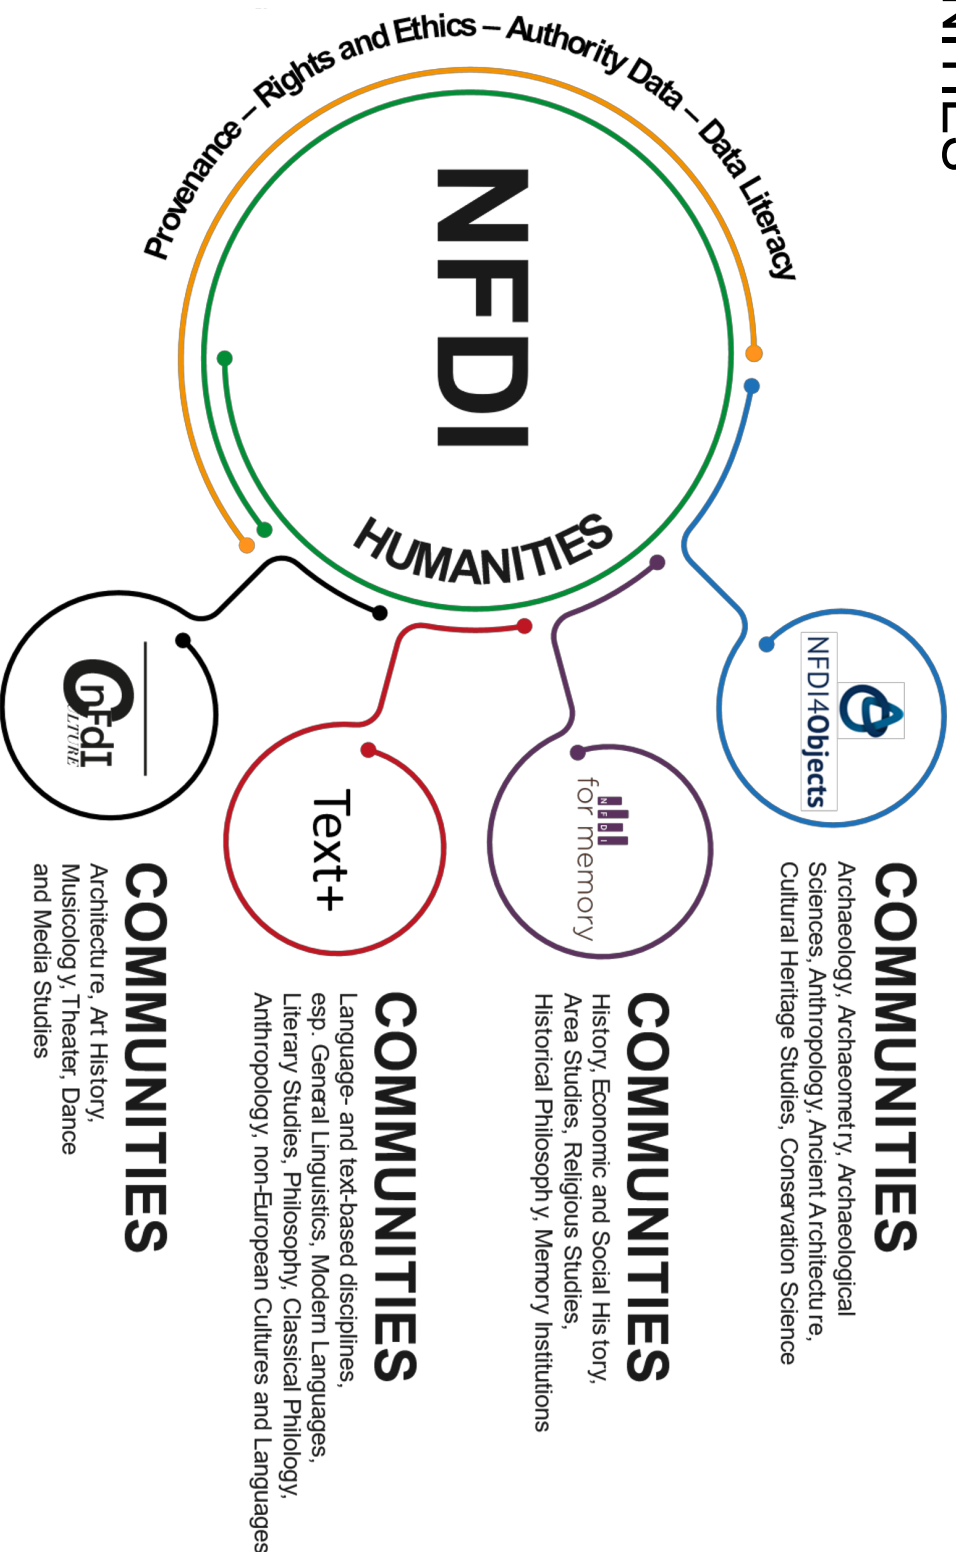 Provenance – Rights and Ethics – Authority Data – Data Literacy
NFDI
HUMANITIES
NFDI4Objects
COMMUNITIES
Archaeology, Archaeometry, Archaeological
Sciences, Anthropology, Ancient Architecture,
Cultural Heritage Studies, Conservation Science
NFDI
for memory
COMMUNITIES
History, Economic and Social History,
Area Studies, Religious Studies,
Historical Philosophy, Memory Institutions
Text+
COMMUNITIES
Language- and text-based disciplines,
esp. General Linguistics, Modern Languages,
Literary Studies, Philosophy, Classical Philology,
Anthropology, non-European Cultures and Languages
nFdI
CULTURE
COMMUNITIES
Architecture, Art History,
Musicology, Theater, Dance
and Media Studies